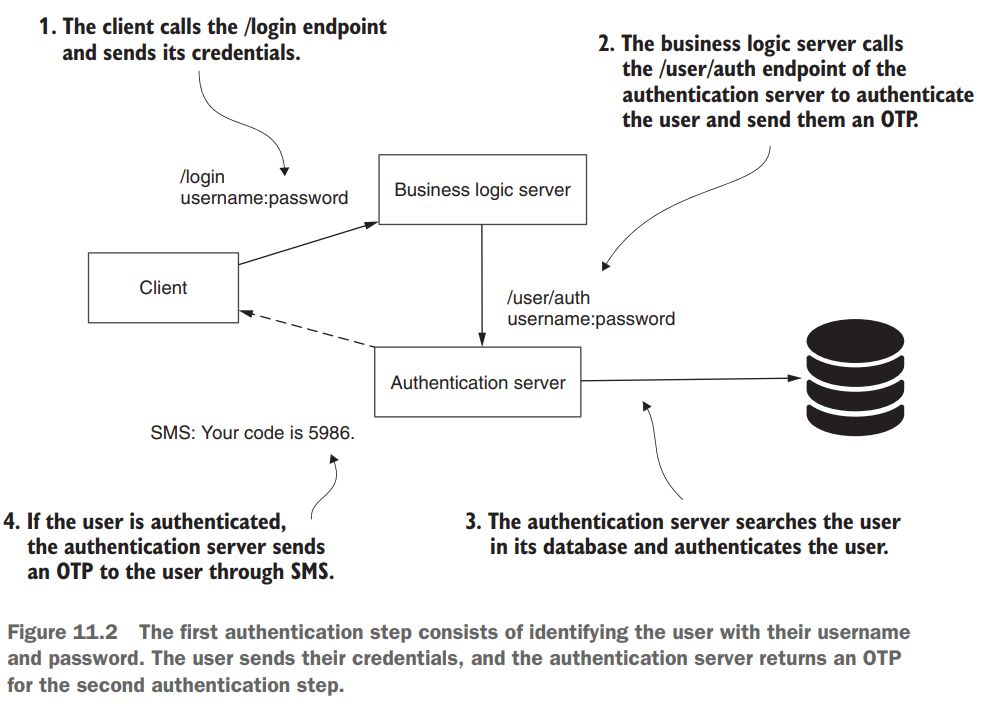 1. The client calls the /login endpoint
and sends its credentials.
2. The business logic server calls
the /user/auth endpoint of the
authentication server to authenticate
the user and send them an OTP.
/login
username:password
Business logic server
Client
/user/auth
username:password
Authentication server
SMS: Your code is 5986.
4. If the user is authenticated,
the authentication server sends
an OTP to the user through SMS.
3. The authentication server searches the user
in its database and authenticates the user.
Figure 11.2 The first authentication step consists of identifying the user with their username
and password. The user sends their credentials, and the authentication server returns an OTP
for the second authentication step.